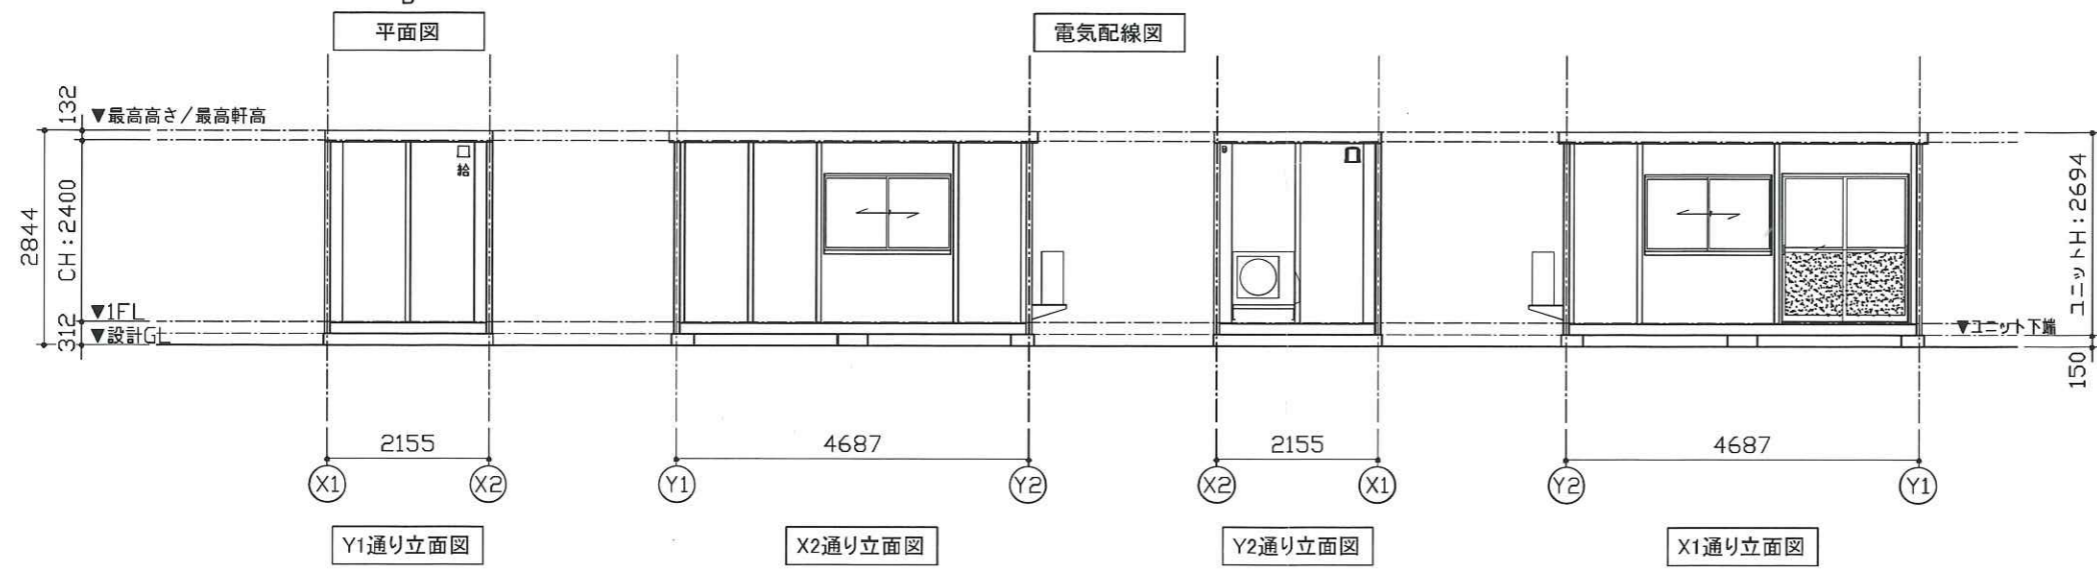 平面図
電気配線図
132
▼最高高さ/最高軒高
給
2844
CH:2400
ユニットH:2694
▼1FL
312
▼設計GL
▼ユニット下端
150
2155
4687
2155
4687
X1
X2
Y1
Y2
X2
X1
Y2
Y1
Y1通り立面図
X2通り立面図
Y2通り立面図
X1通り立面図